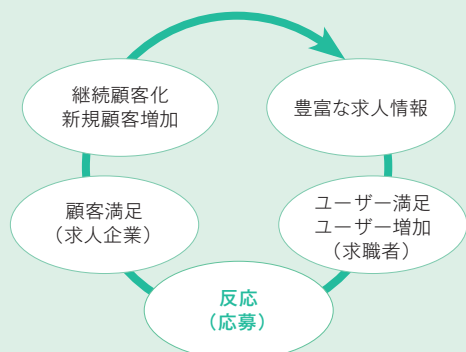 継続顧客化
新規顧客増加
豊富な求人情報
顧客満足
（求人企業）
ユーザー満足
ユーザー増加
（求職者）
反応
（応募）